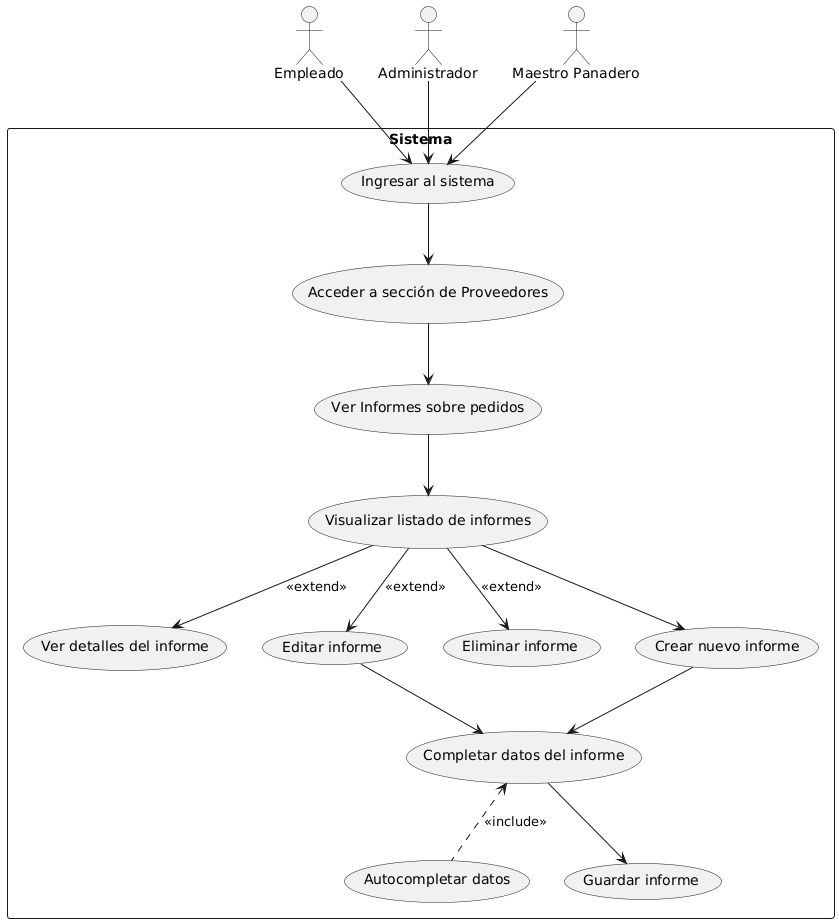 Empleado
Administrador
Maestro Panadero
Sistema
Ingresar al sistema
Acceder a sección de Proveedores
Ver Informes sobre pedidos
Visualizar listado de informes
«extend»
«extend»
«extend»
Ver detalles del informe
Editar informe
Eliminar informe
Crear nuevo informe
Completar datos del informe
«include»
Autocompletar datos
Guardar informe